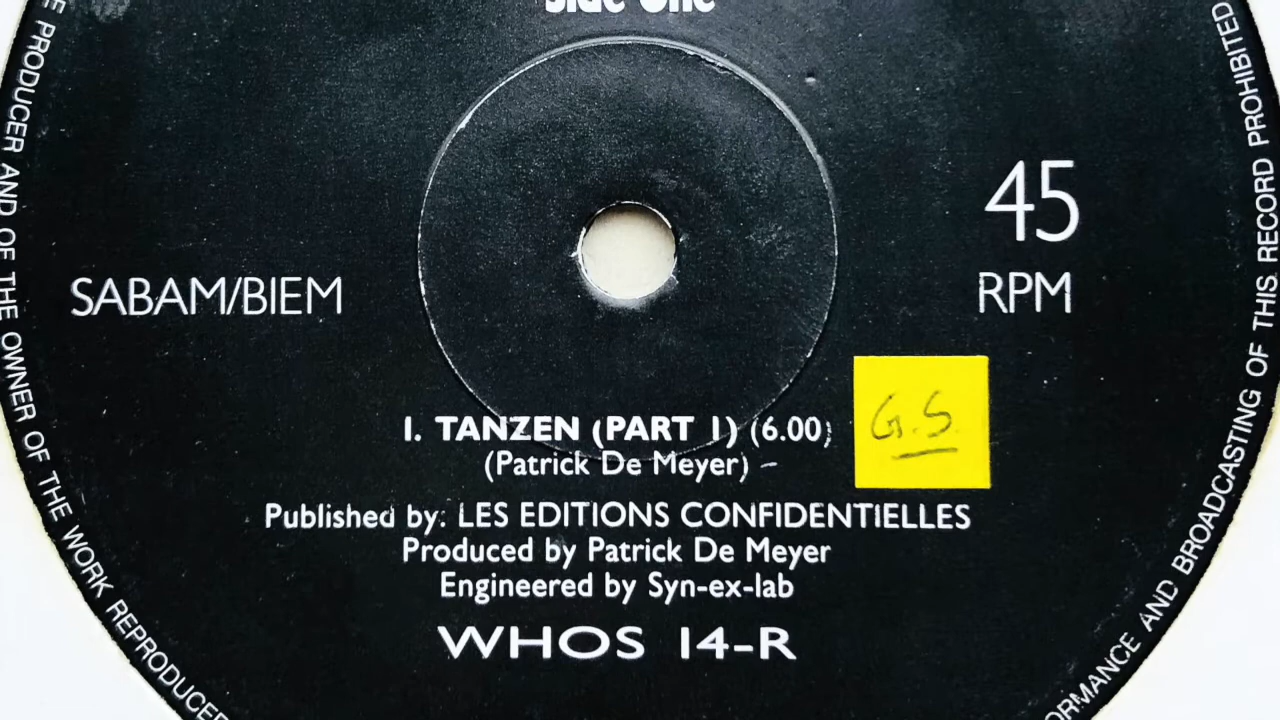 Side One
45
RPM
SABAM/BIEM
1. TANZEN (PART 1) (6.00)
G.S.
(Patrick De Meyer) –
Published by: LES EDITIONS CONFIDENTIELLES
Produced by Patrick De Meyer
Engineered by Syn-ex-lab
WHOS 14-R
PRODUCER AND OF THE OWNER OF THE WORK REPRODUCED
AND BROADCASTING OF THIS RECORD PROHIBITED